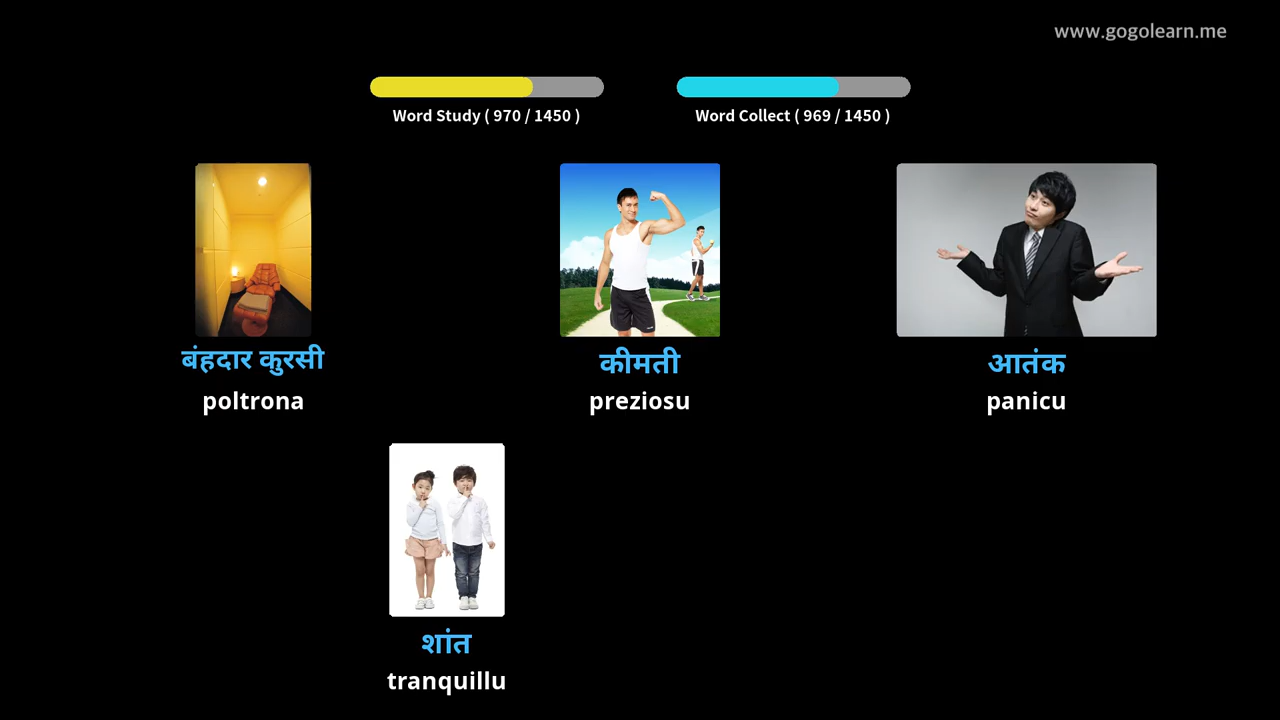 www.gogolearn.me
Word Study ( 970 / 1450 )
Word Collect ( 969 / 1450 )
बंहदार कुरसी
कीमती
आतंक
poltrona
preziosu
panicu
शांत
tranquillu